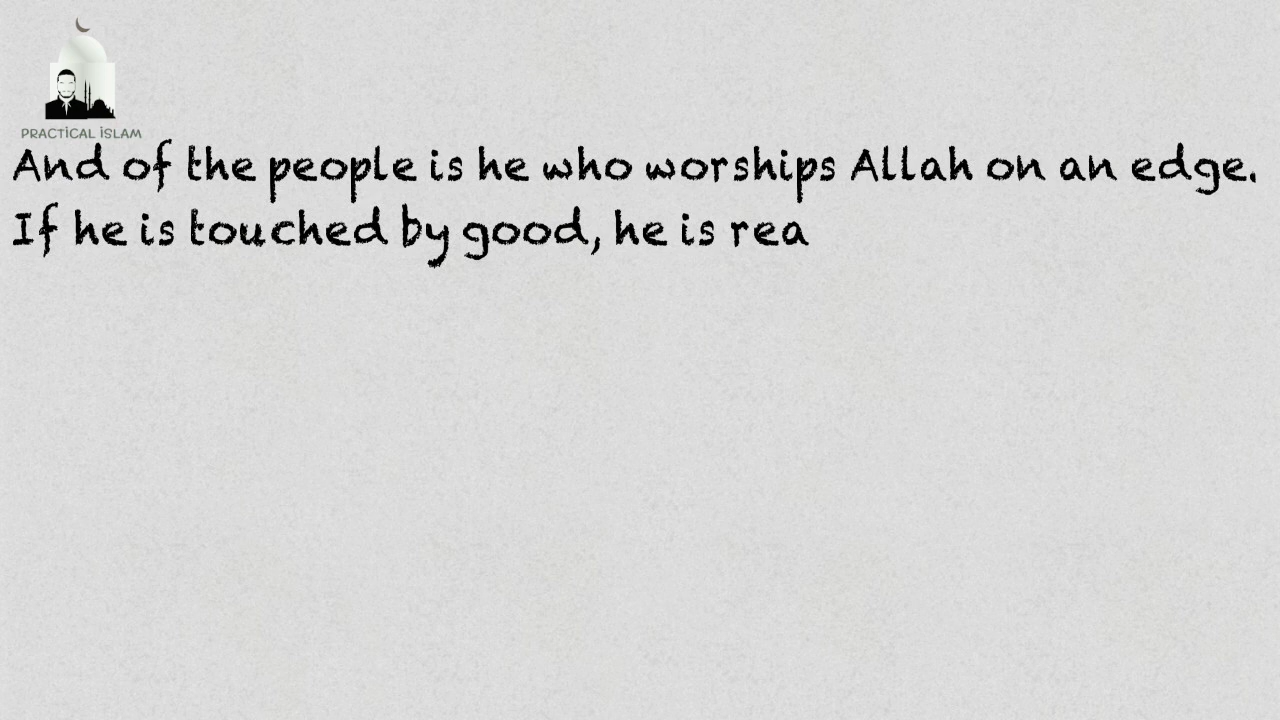 PRACTICAL ISLAM
And of the people is he who worships Allah on an edge.
If he is touched by good, he is rea